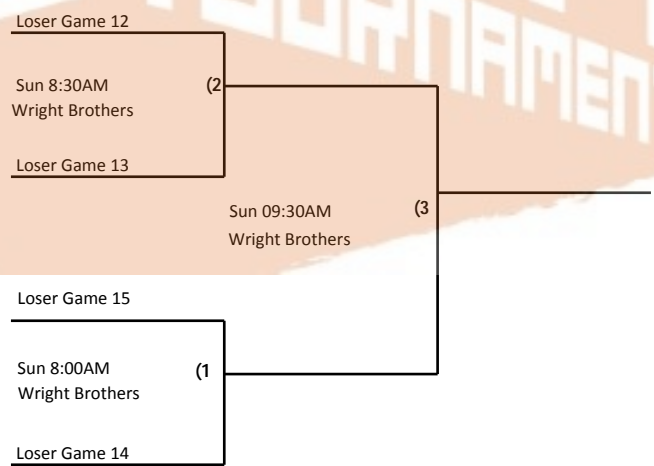 TOURNAMENT
Loser Game 12
Sun 8:30AM (2
Wright Brothers
Loser Game 13
Sun 09:30AM (3
Wright Brothers
Loser Game 15
Sun 8:00AM (1
Wright Brothers
Loser Game 14